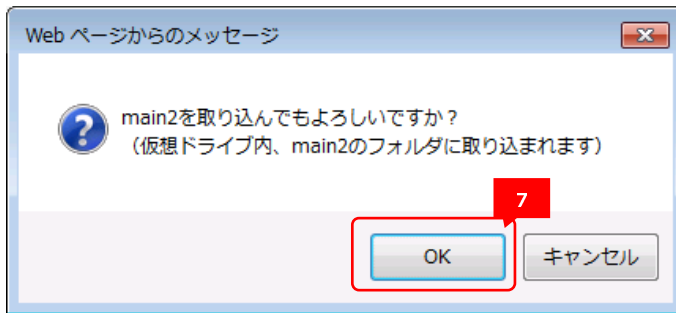 Web ページからのメッセージ
main2を取り込んでもよろしいですか？
（仮想ドライブ内、main2のフォルダに取り込まれます）
7
OK
キャンセル